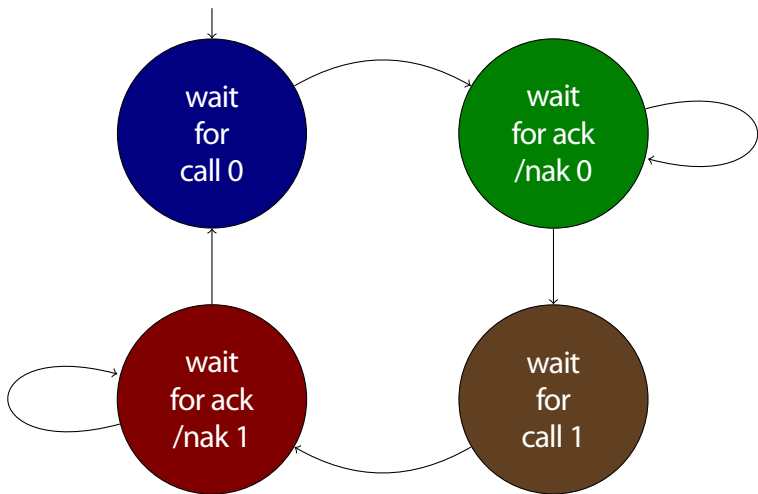 wait
for
call 0
wait
for ack
/nak 0
wait
for ack
/nak 1
wait
for
call 1